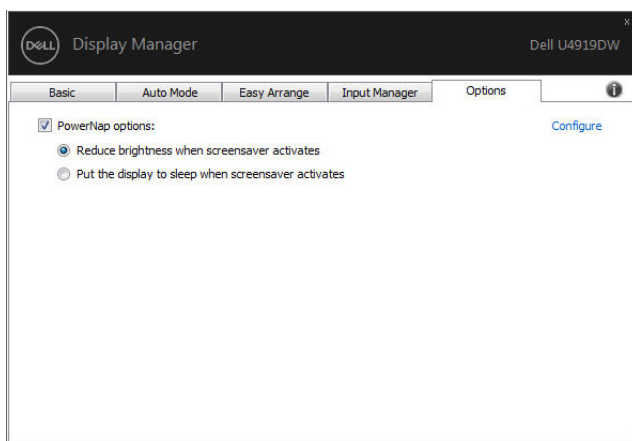 x
DELL Display Manager Dell U4919DW
Basic Auto Mode Easy Arrange Input Manager Options i
PowerNap options: Configure
Reduce brightness when screensaver activates
Put the display to sleep when screensaver activates